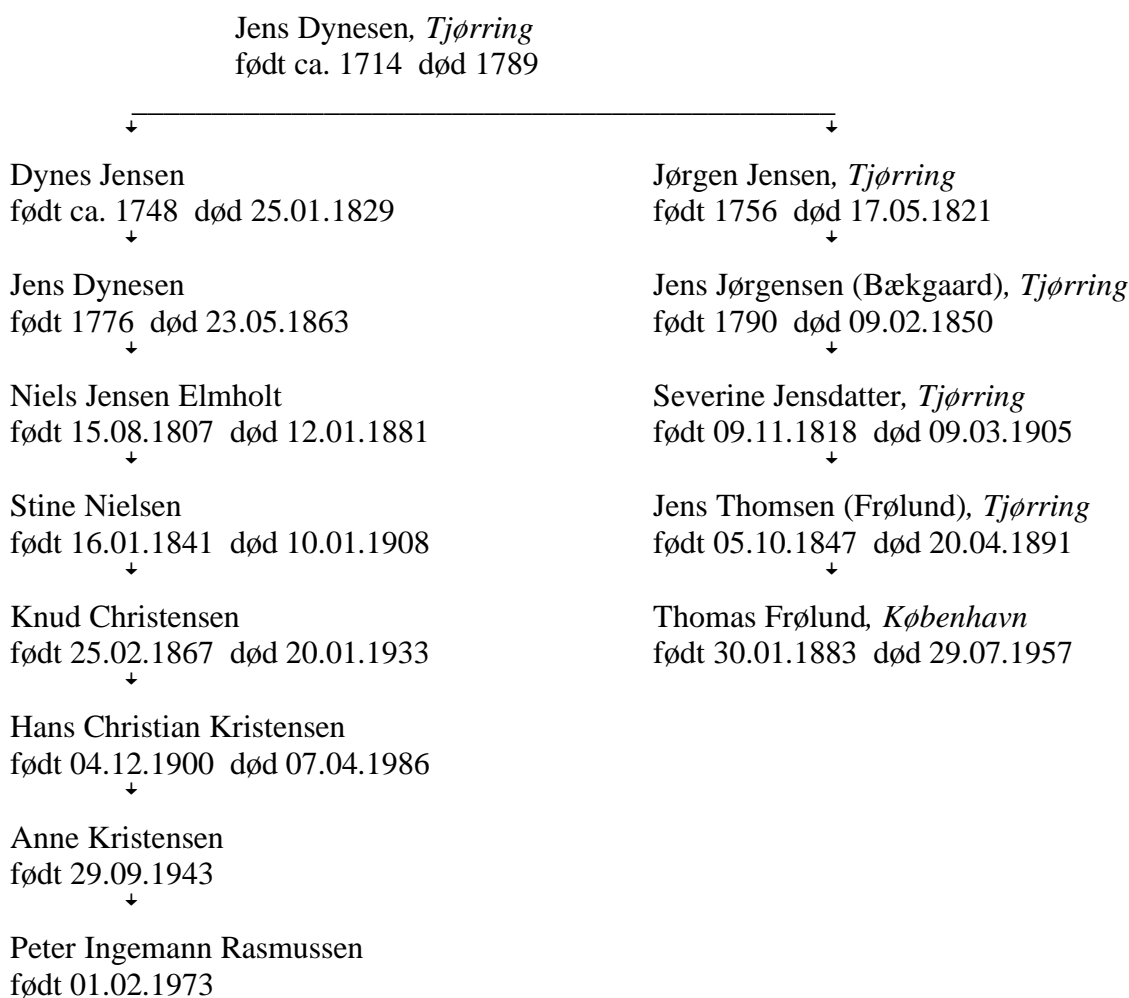 Jens Dynesen, Tjørring
født ca. 1714 død 1789
Dynes Jensen
født ca. 1748 død 25.01.1829
Jens Dynesen
født 1776 død 23.05.1863
Niels Jensen Elmholt
født 15.08.1807 død 12.01.1881
Stine Nielsen
født 16.01.1841 død 10.01.1908
Knud Christensen
født 25.02.1867 død 20.01.1933
Hans Christian Kristensen
født 04.12.1900 død 07.04.1986
Anne Kristensen
født 29.09.1943
Peter Ingemann Rasmussen
født 01.02.1973
Jørgen Jensen, Tjørring
født 1756 død 17.05.1821
Jens Jørgensen (Bækgaard), Tjørring
født 1790 død 09.02.1850
Severine Jensdatter, Tjørring
født 09.11.1818 død 09.03.1905
Jens Thomsen (Frølund), Tjørring
født 05.10.1847 død 20.04.1891
Thomas Frølund, København
født 30.01.1883 død 29.07.1957